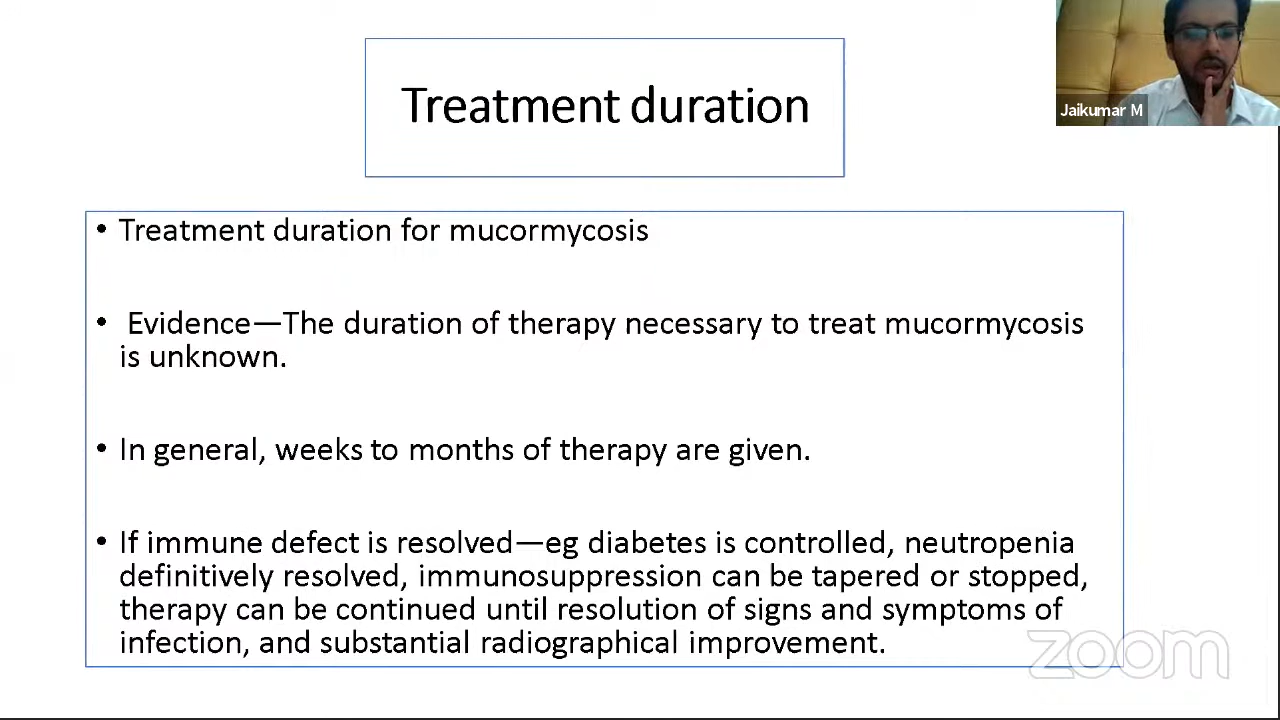 Treatment duration
Jaikumar M
• Treatment duration for mucormycosis
• Evidence—The duration of therapy necessary to treat mucormycosis
is unknown.
• In general, weeks to months of therapy are given.
• If immune defect is resolved—eg diabetes is controlled, neutropenia
definitively resolved, immunosuppression can be tapered or stopped,
therapy can be continued until resolution of signs and symptoms of
infection, and substantial radiographical improvement.
zoom